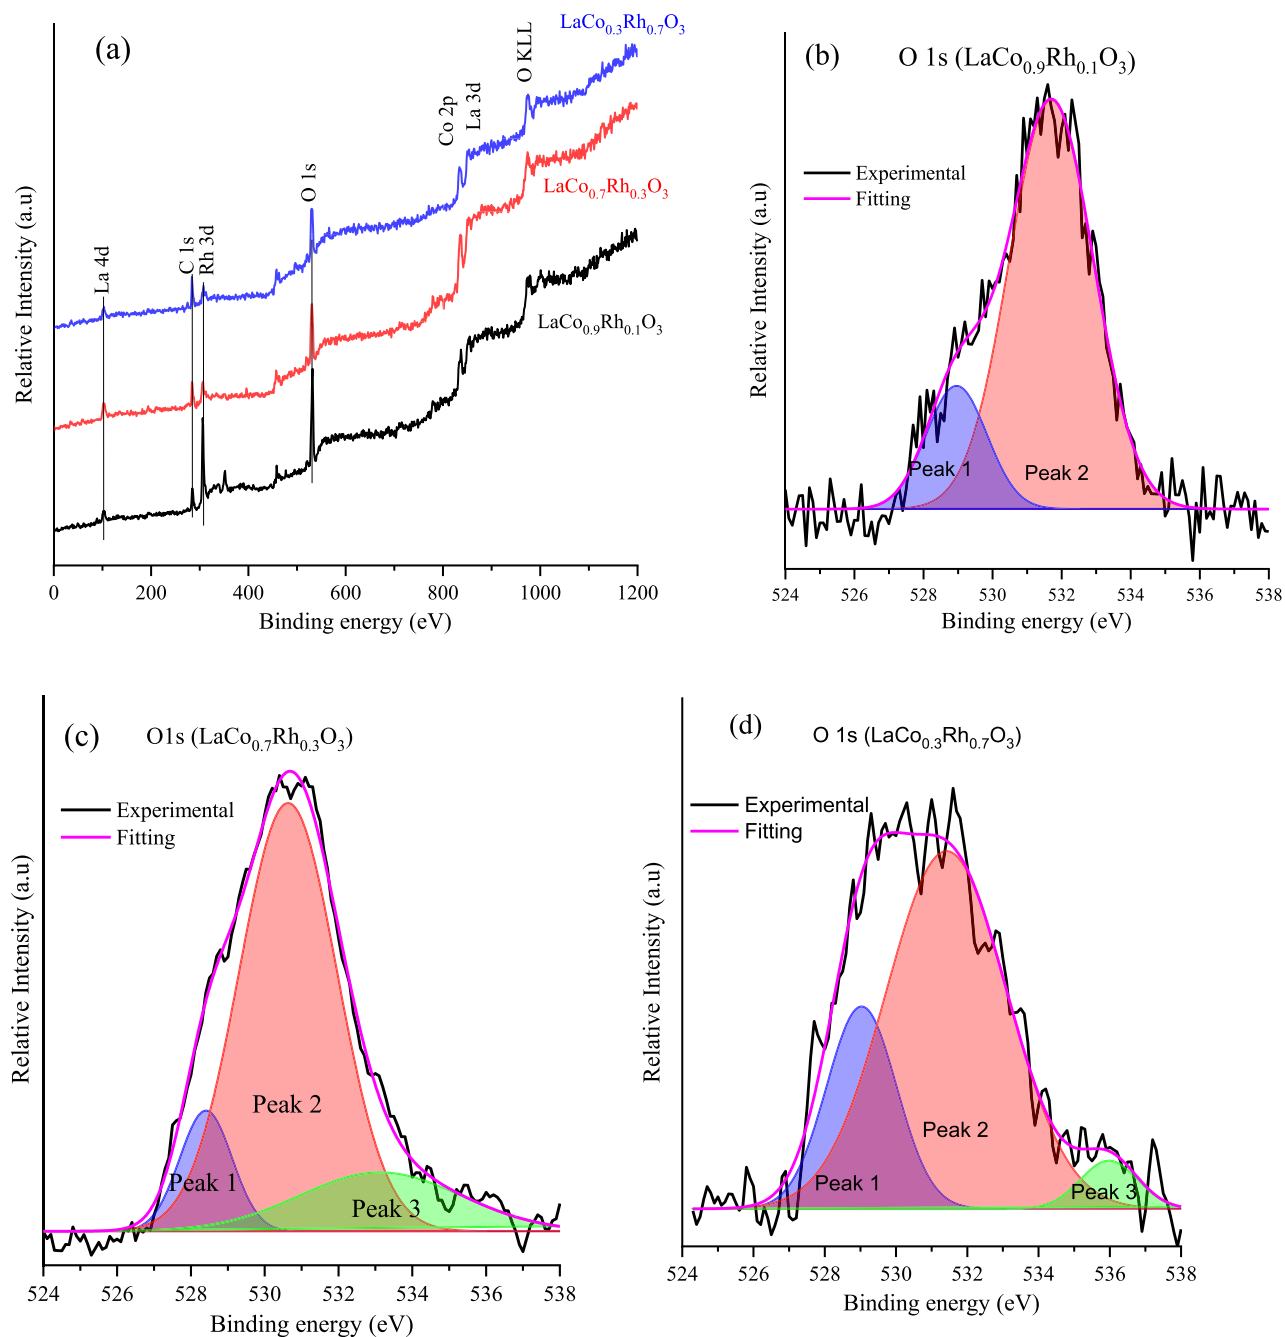 (a)
LaCo0.3Rh0.7O3
O KLL
Co 2p
La 3d
LaCo0.7Rh0.3O3
O 1s
C 1s
Rh 3d
La 4d
LaCo0.9Rh0.1O3
Relative Intensity (a.u)
0 200 400 600 800 1000 1200
Binding energy (eV)
(b)
O 1s (LaCo0.9Rh0.1O3)
Experimental
Fitting
Peak 1
Peak 2
Relative Intensity (a.u)
524 526 528 530 532 534 536 538
Binding energy (eV)
(c)
O1s (LaCo0.7Rh0.3O3)
Experimental
Fitting
Peak 2
Peak 1
Peak 3
Relative Intensity (a.u)
524 526 528 530 532 534 536 538
Binding energy (eV)
(d)
O 1s (LaCo0.3Rh0.7O3)
Experimental
Fitting
Peak 2
Peak 1
Peak 3
Relative Intensity (a.u)
524 526 528 530 532 534 536 538
Binding energy (eV)